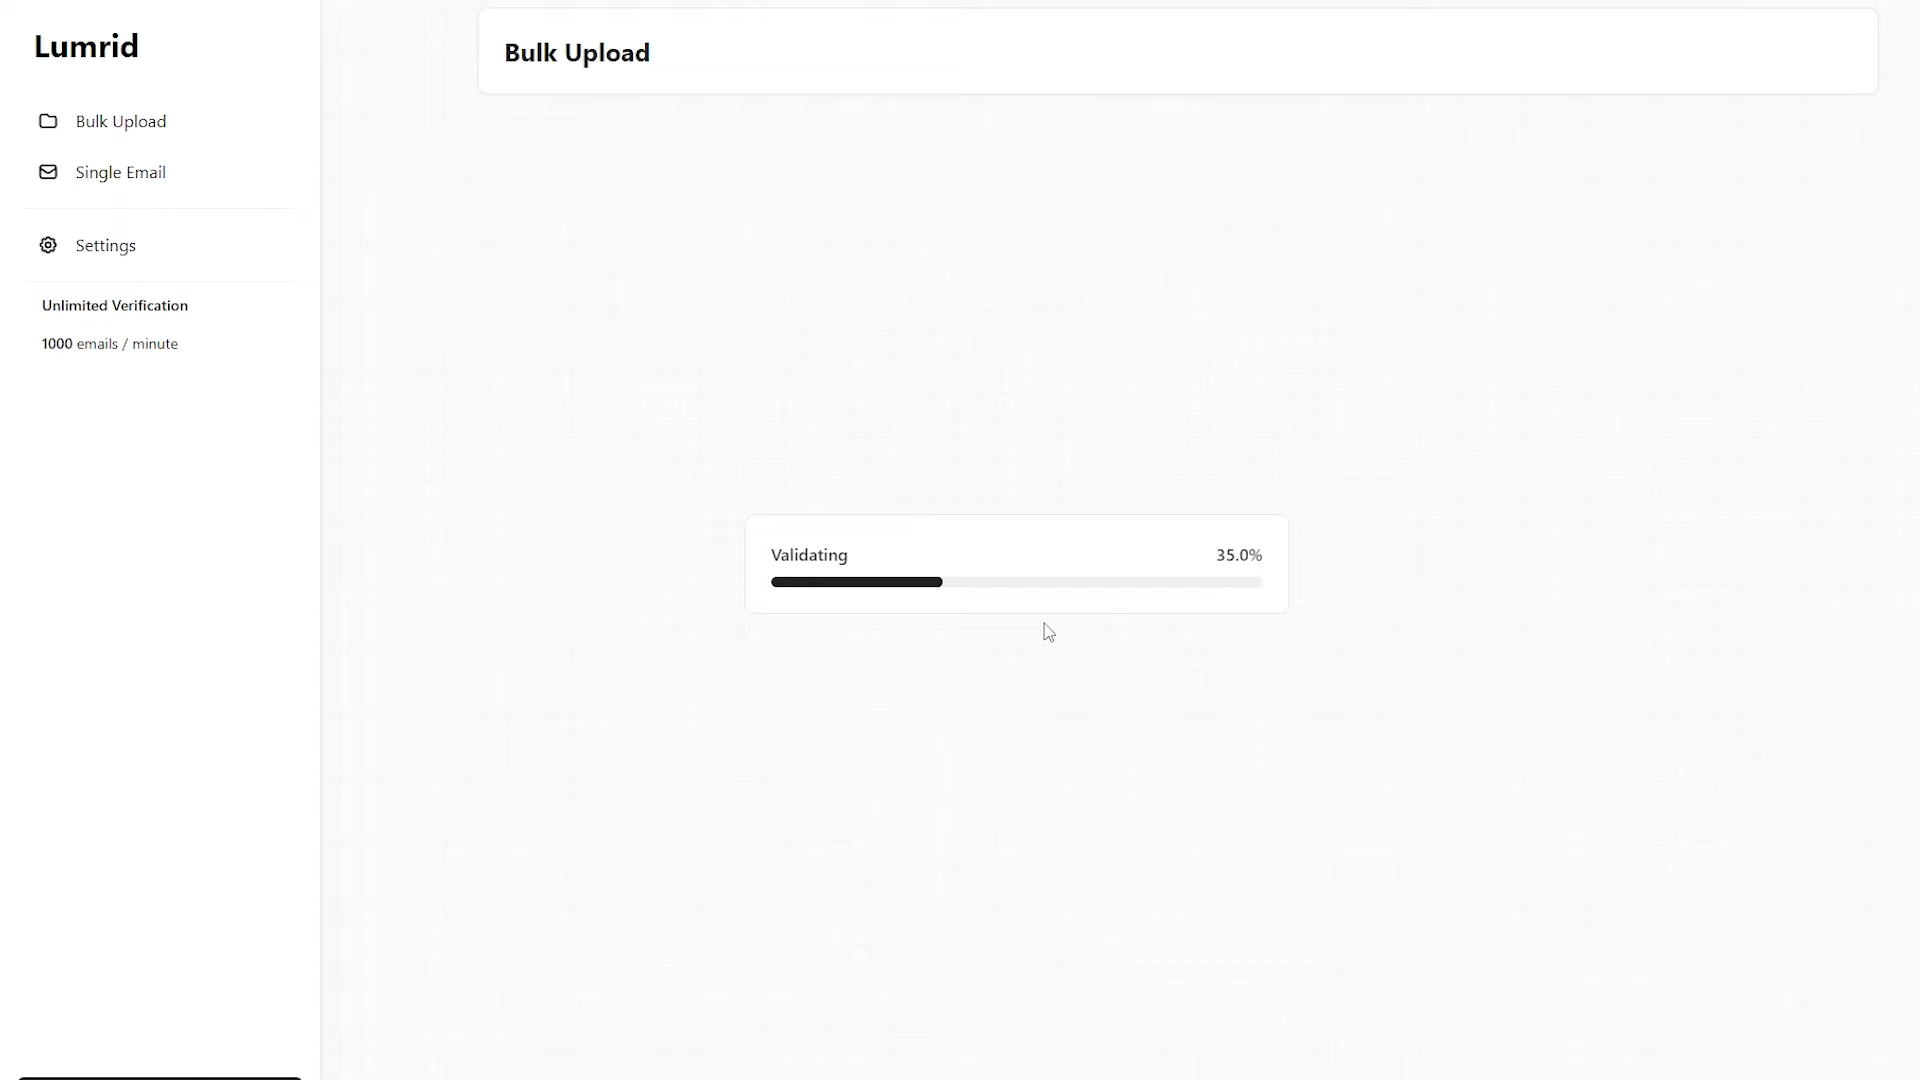 Lumrid
Bulk Upload
Single Email
Settings
Unlimited Verification
1000 emails / minute
Bulk Upload
Validating 35.0%